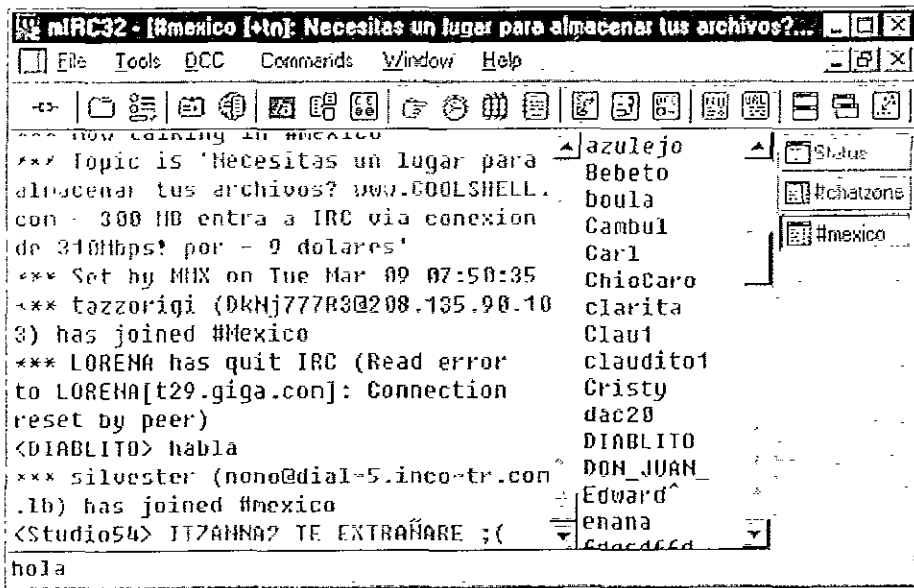 mIRC32 - [#mexico [+tn]: Necesitas un lugar para almacenar tus archivos?...
File Tools DCC Commands Window Help
*** now talking in #mexico
*** Topic is 'Necesitas un lugar para
almacenar tus archivos? www.COOLSHELL.
com - 300 MB entra a IRC via conexion
de 310Mbps! por - 9 dolares'
*** Set by MHX on Tue Mar 09 07:50:35
*** tazzorigi (DkNj777R3@208.135.90.10
3) has joined #Mexico
*** LORENA has quit IRC (Read error
to LORENA[t29.giga.com]: Connection
reset by peer)
<DIABLITO> habla
*** silvester (nono@dial-5.inco-tr.com
.lb) has joined #mexico
<Studio54> TE EXTRAÑARE ;(
azulejo
Bebeto
boula
Cambul
Carl
ChioCaro
clarita
Clau1
claudito1
Cristy
dac20
DIABLITO
DON_JUAN_
Edward^
enana
Status
#chatzone
#mexico
hola